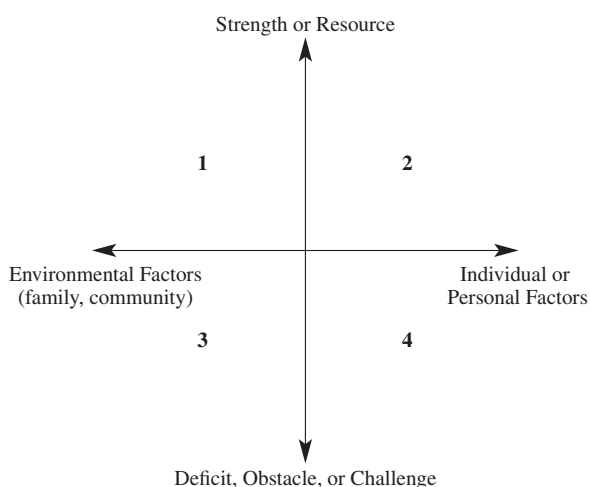 Strength or Resource
1
2
Environmental Factors
(family, community)
Individual or
Personal Factors
3
4
Deficit, Obstacle, or Challenge